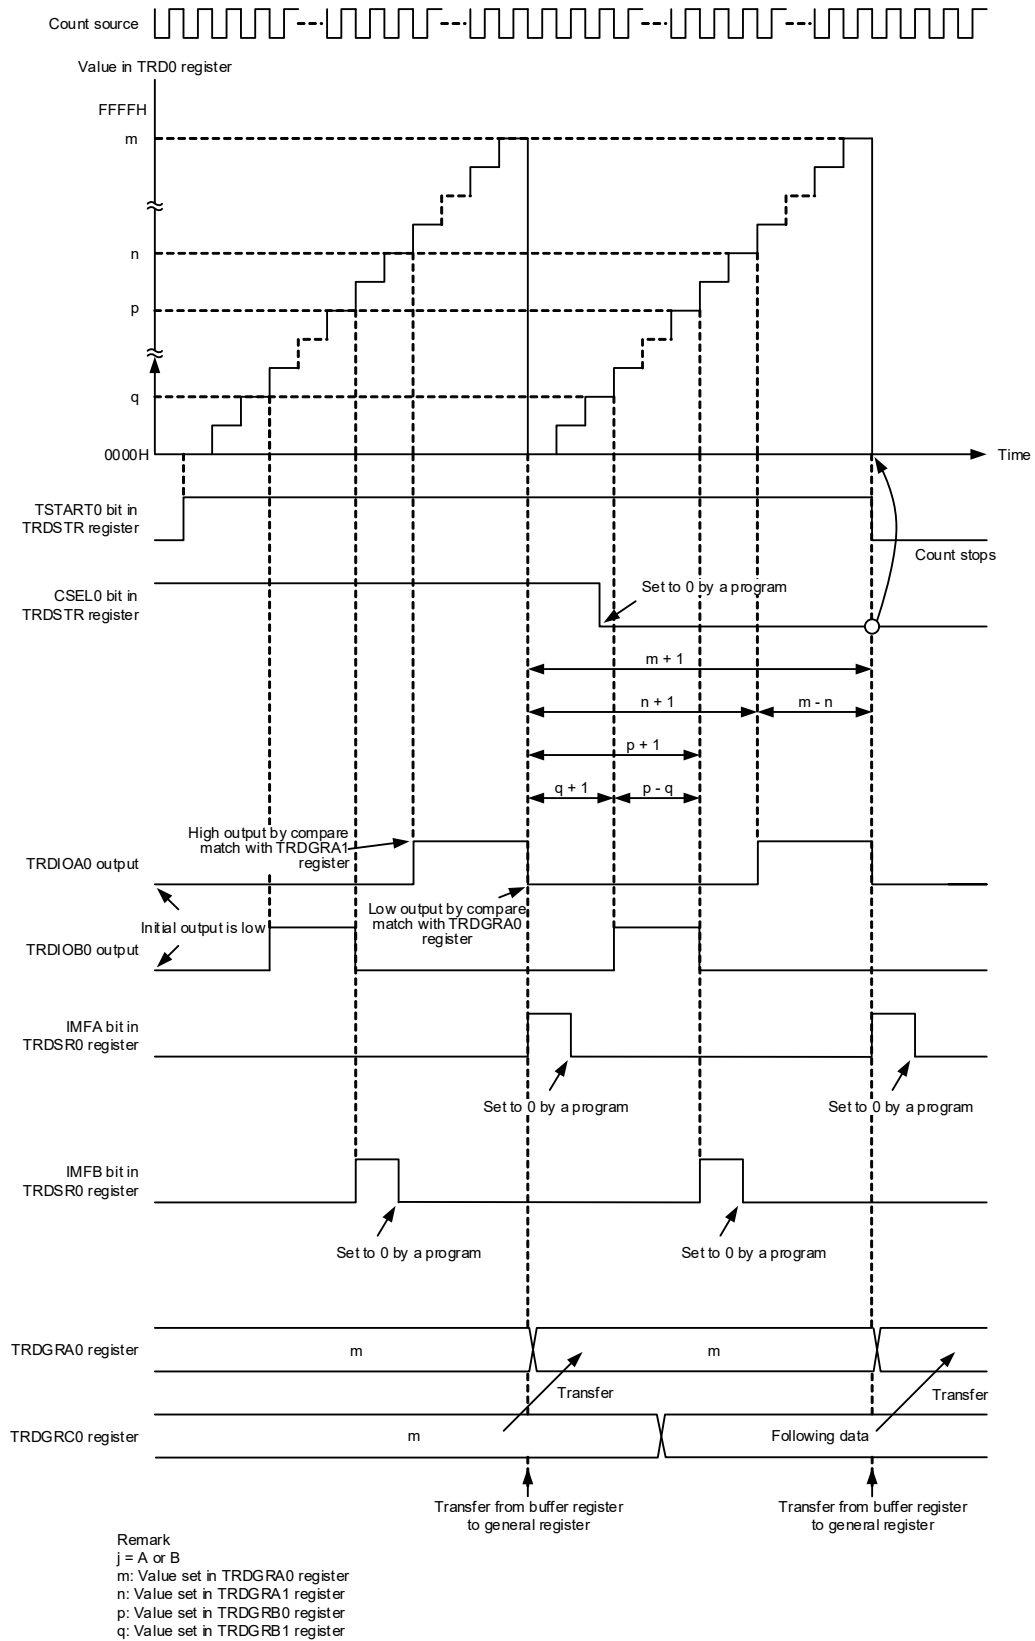 Count source
Value in TRD0 register
FFFFH
m
n
p
q
0000H
Time
TSTART0 bit in
TRDSTR register
Count stops
CSEL0 bit in
TRDSTR register
Set to 0 by a program
m + 1
n + 1
m - n
p + 1
q + 1
p - q
High output by compare
match with TRDGRA1
register
TRDIOA0 output
Low output by compare
match with TRDGRA0
register
Initial output is low
TRDIOB0 output
IMFA bit in
TRDSR0 register
Set to 0 by a program
Set to 0 by a program
IMFB bit in
TRDSR0 register
Set to 0 by a program
Set to 0 by a program
TRDGRA0 register
m
m
Transfer
Transfer
TRDGRC0 register
m
Following data
Transfer from buffer register
to general register
Transfer from buffer register
to general register
Remark
j = A or B
m: Value set in TRDGRA0 register
n: Value set in TRDGRA1 register
p: Value set in TRDGRB0 register
q: Value set in TRDGRB1 register